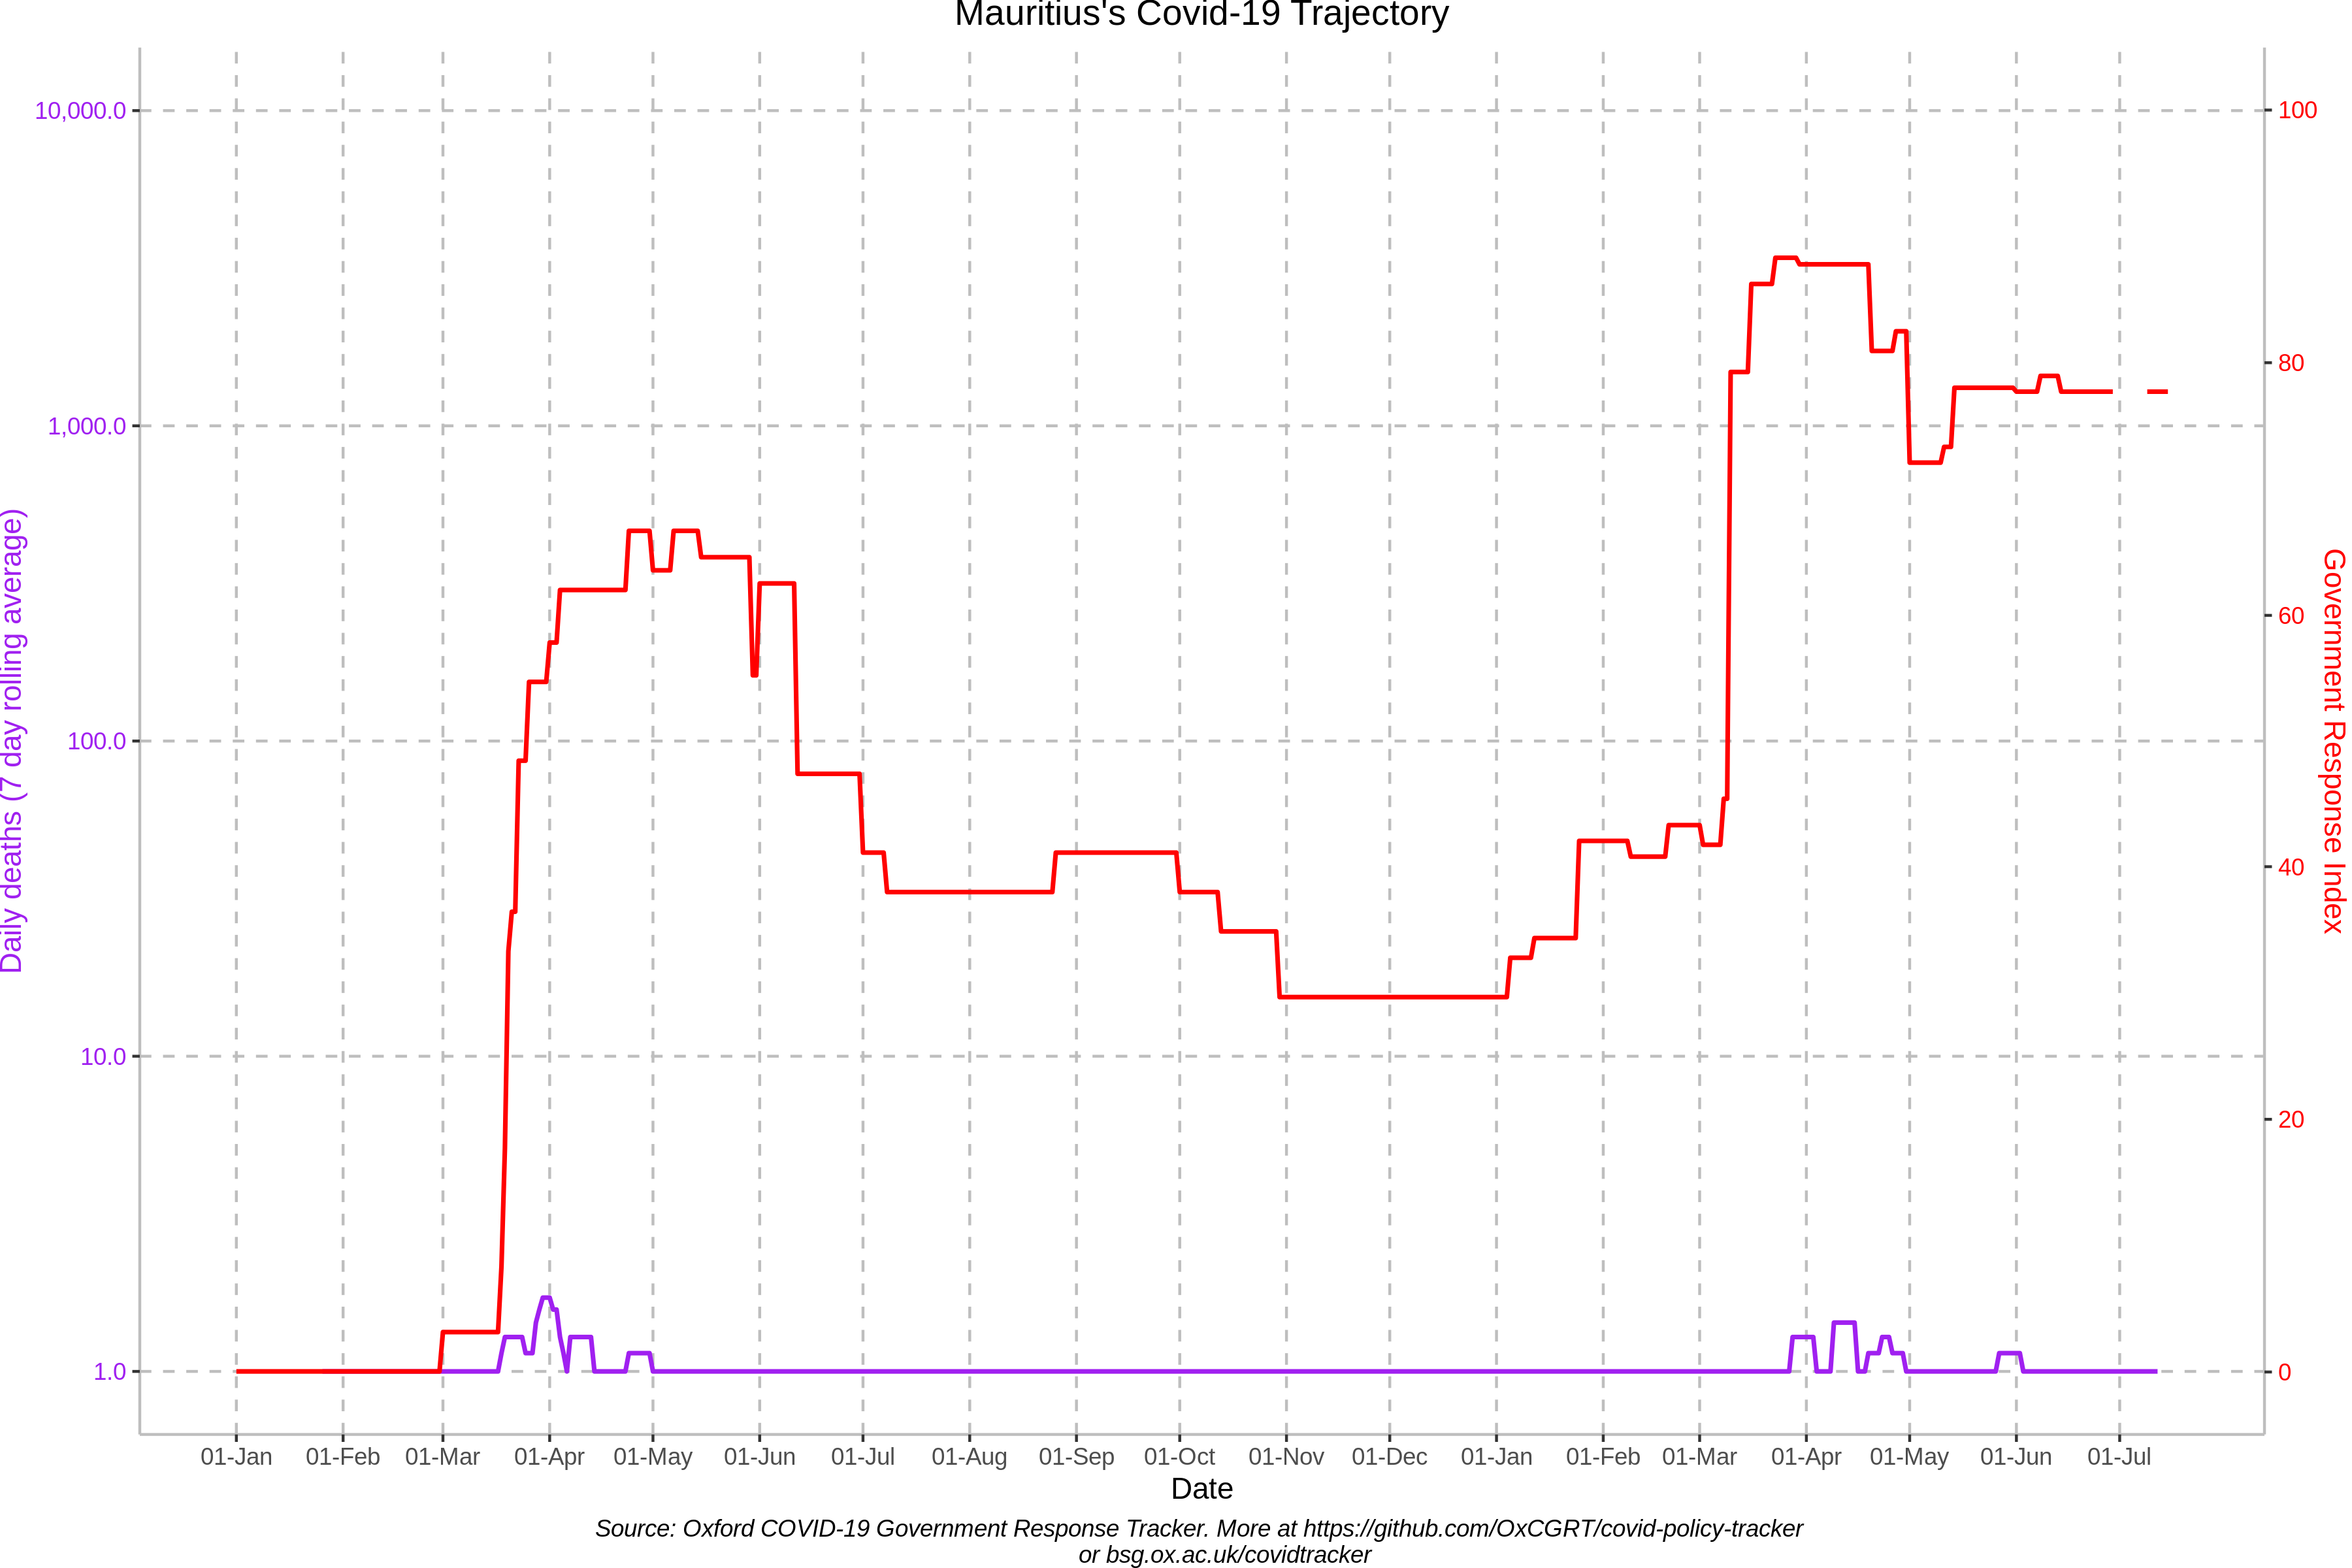 Mauritius's Covid-19 Trajectory
Daily deaths (7 day rolling average)
10,000.0
1,000.0
100.0
10.0
1.0
Government Response Index
100
80
60
40
20
0
01-Jan 01-Feb 01-Mar 01-Apr 01-May 01-Jun 01-Jul 01-Aug 01-Sep 01-Oct 01-Nov 01-Dec 01-Jan 01-Feb 01-Mar 01-Apr 01-May 01-Jun 01-Jul
Date
Source: Oxford COVID-19 Government Response Tracker. More at https://github.com/OxCGRT/covid-policy-tracker
or bsg.ox.ac.uk/covidtracker